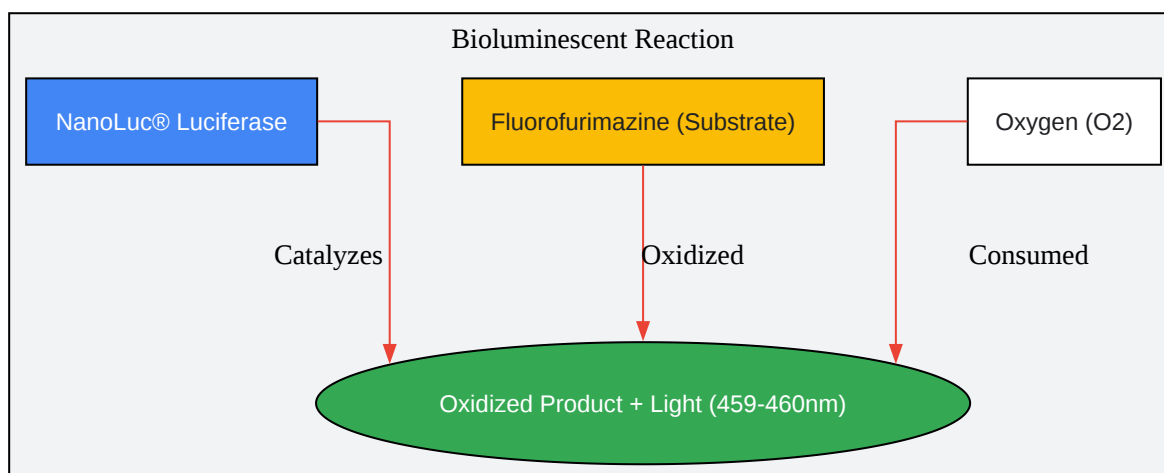 Bioluminescent Reaction
NanoLuc® Luciferase
Fluorofurimazine (Substrate)
Oxygen (O2)
Catalyzes
Oxidized
Consumed
Oxidized Product + Light (459-460nm)